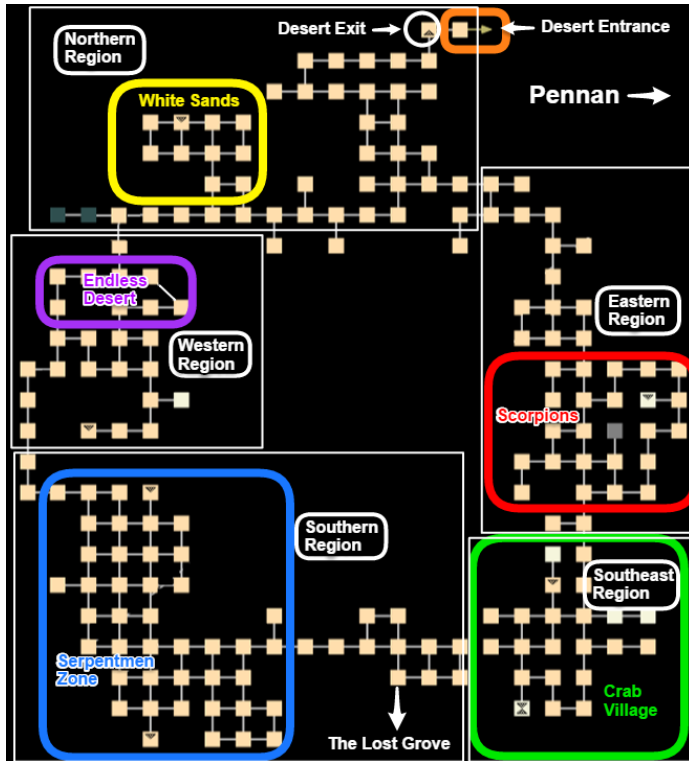 Northern
Region
Desert Exit
Desert Entrance
White Sands
Pennan
Endless
Desert
Western
Region
Eastern
Region
Scorpions
Southern
Region
Southeast
Region
Serpentmen
Zone
Crab
Village
The Lost Grove